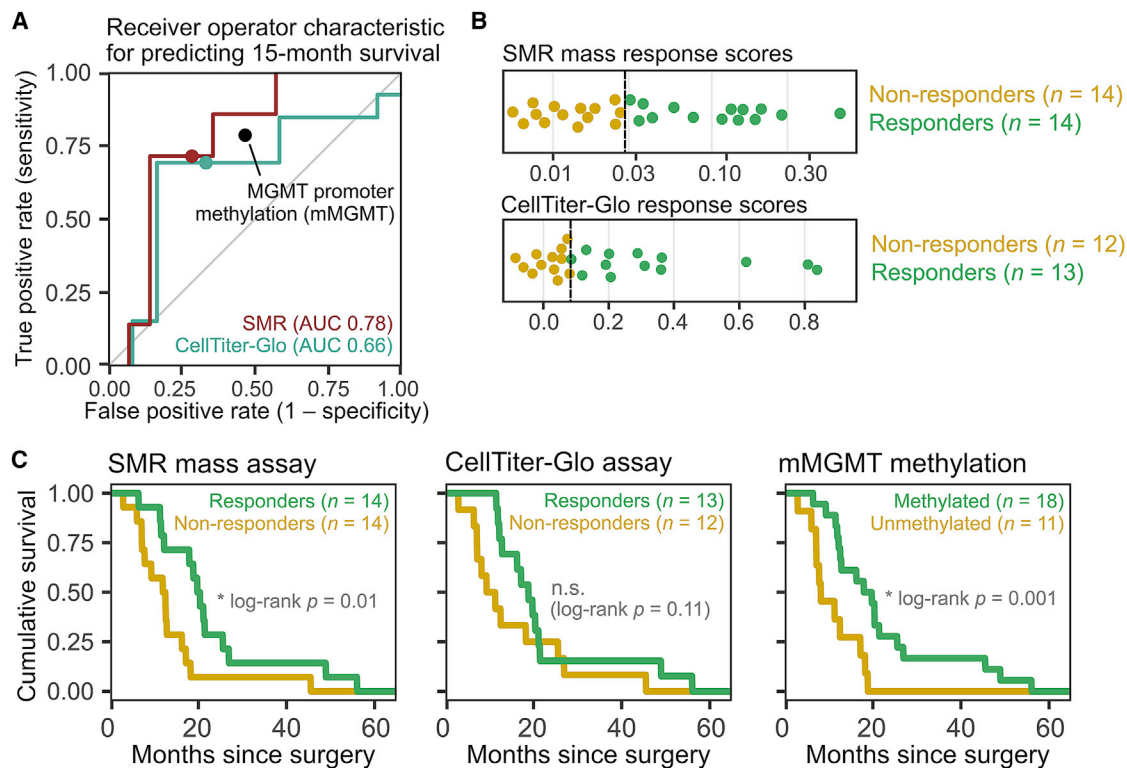 A
Receiver operator characteristic
for predicting 15-month survival
True positive rate (sensitivity)
1.00
0.75
0.50
0.25
0.00
MGMT promoter
methylation (mMGMT)
SMR (AUC 0.78)
CellTiter-Glo (AUC 0.66)
0.00 0.25 0.50 0.75 1.00
False positive rate (1 – specificity)
B
SMR mass response scores
Non-responders (n = 14)
Responders (n = 14)
0.01 0.03 0.10 0.30
CellTiter-Glo response scores
Non-responders (n = 12)
Responders (n = 13)
0.0 0.2 0.4 0.6 0.8
C
SMR mass assay
Cumulative survival
1.00
0.75
0.50
0.25
0.00
Responders (n = 14)
Non-responders (n = 14)
* log-rank p = 0.01
0 20 40 60
Months since surgery
CellTiter-Glo assay
Responders (n = 13)
Non-responders (n = 12)
n.s.
(log-rank p = 0.11)
0 20 40 60
Months since surgery
mMGMT methylation
Methylated (n = 18)
Unmethylated (n = 11)
* log-rank p = 0.001
0 20 40 60
Months since surgery